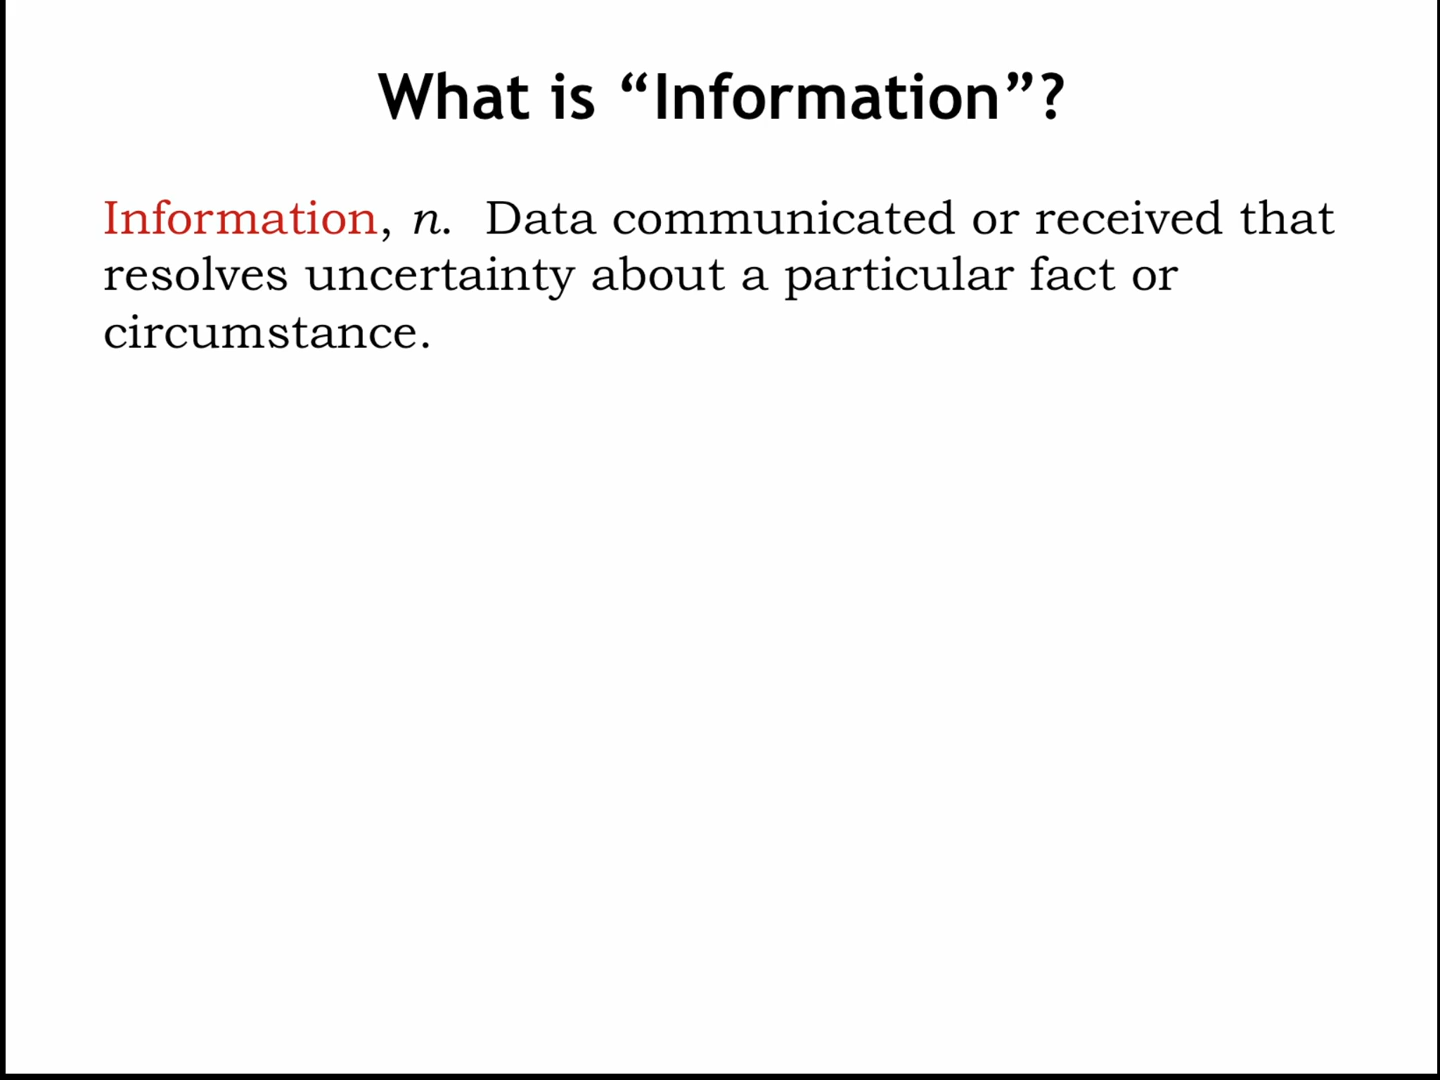 What is “Information”?
Information, n. Data communicated or received that
resolves uncertainty about a particular fact or
circumstance.